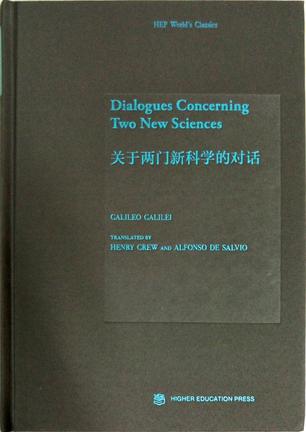 HEP World's Classics
Dialogues Concerning
Two New Sciences
关于两门新科学的对话
GALILEO GALILEI
TRANSLATED BY
HENRY CREW AND ALFONSO DE SALVIO
HIGHER EDUCATION PRESS